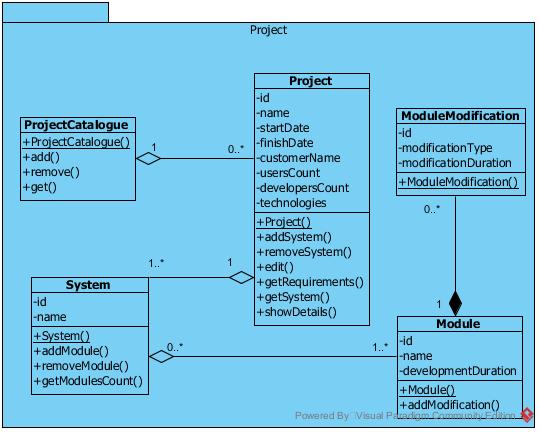 Project
ProjectCatalogue
+ProjectCatalogue()
+add()
+remove()
+get()
1
0..*
Project
-id
-name
-startDate
-finishDate
-customerName
-usersCount
-developersCount
-technologies
+Project()
+addSystem()
+removeSystem()
+edit()
+getRequirements()
+getSystem()
+showDetails()
ModuleModification
-id
-modificationType
-modificationDuration
+ModuleModification()
0..*
1
1..*
1
System
-id
-name
+System()
+addModule()
+removeModule()
+getModulesCount()
0..*
1..*
Module
-id
-name
-developmentDuration
+Module()
+addModification()
Powered By Visual Paradigm Community Edition